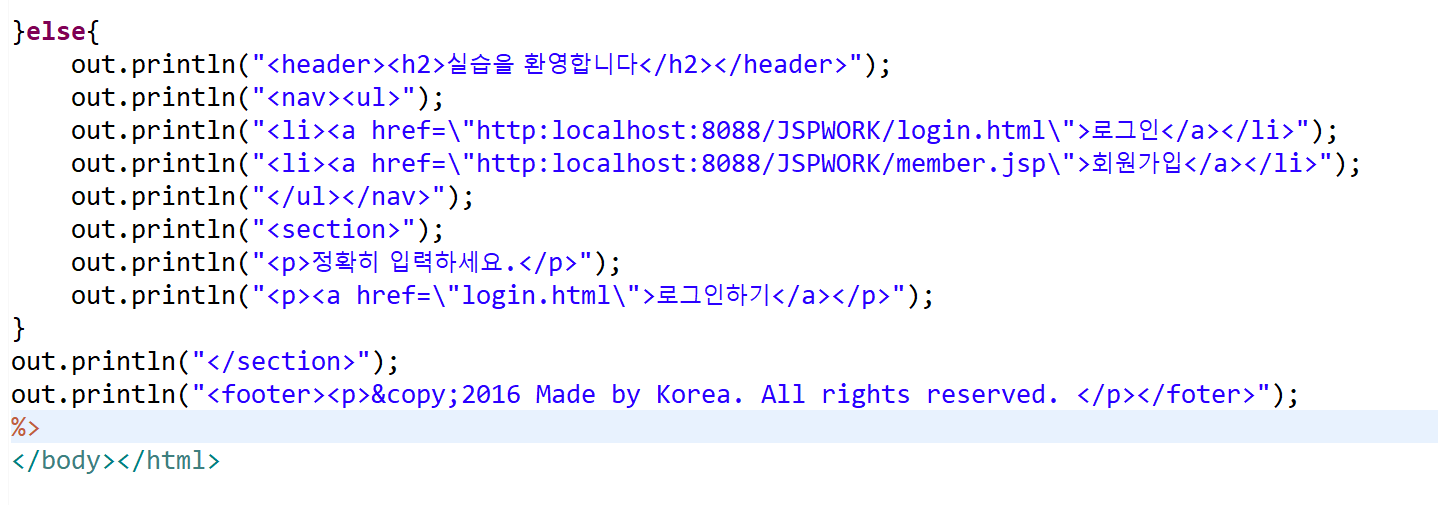 }else{
    out.println("<header><h2>실습을 환영합니다</h2></header>");
    out.println("<nav><ul>");
    out.println("<li><a href=\"http:localhost:8088/JSPWORK/login.html\">로그인</a></li>");
    out.println("<li><a href=\"http:localhost:8088/JSPWORK/member.jsp\">회원가입</a></li>");
    out.println("</ul></nav>");
    out.println("<section>");
    out.println("<p>정확히 입력하세요.</p>");
    out.println("<p><a href=\"login.html\">로그인하기</a></p>");
}
out.println("</section>");
out.println("<footer><p>&copy;2016 Made by Korea. All rights reserved. </p></foter>");
%>
</body></html>